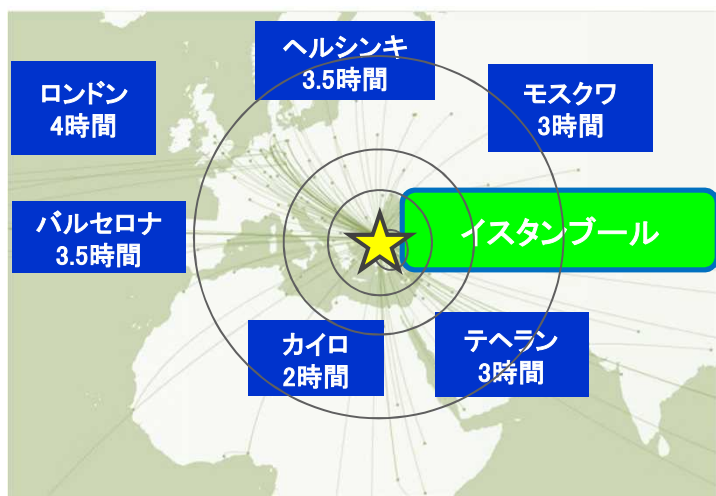 ヘルシンキ
3.5時間
ロンドン
4時間
モスクワ
3時間
バルセロナ
3.5時間
イスタンブール
カイロ
2時間
テヘラン
3時間